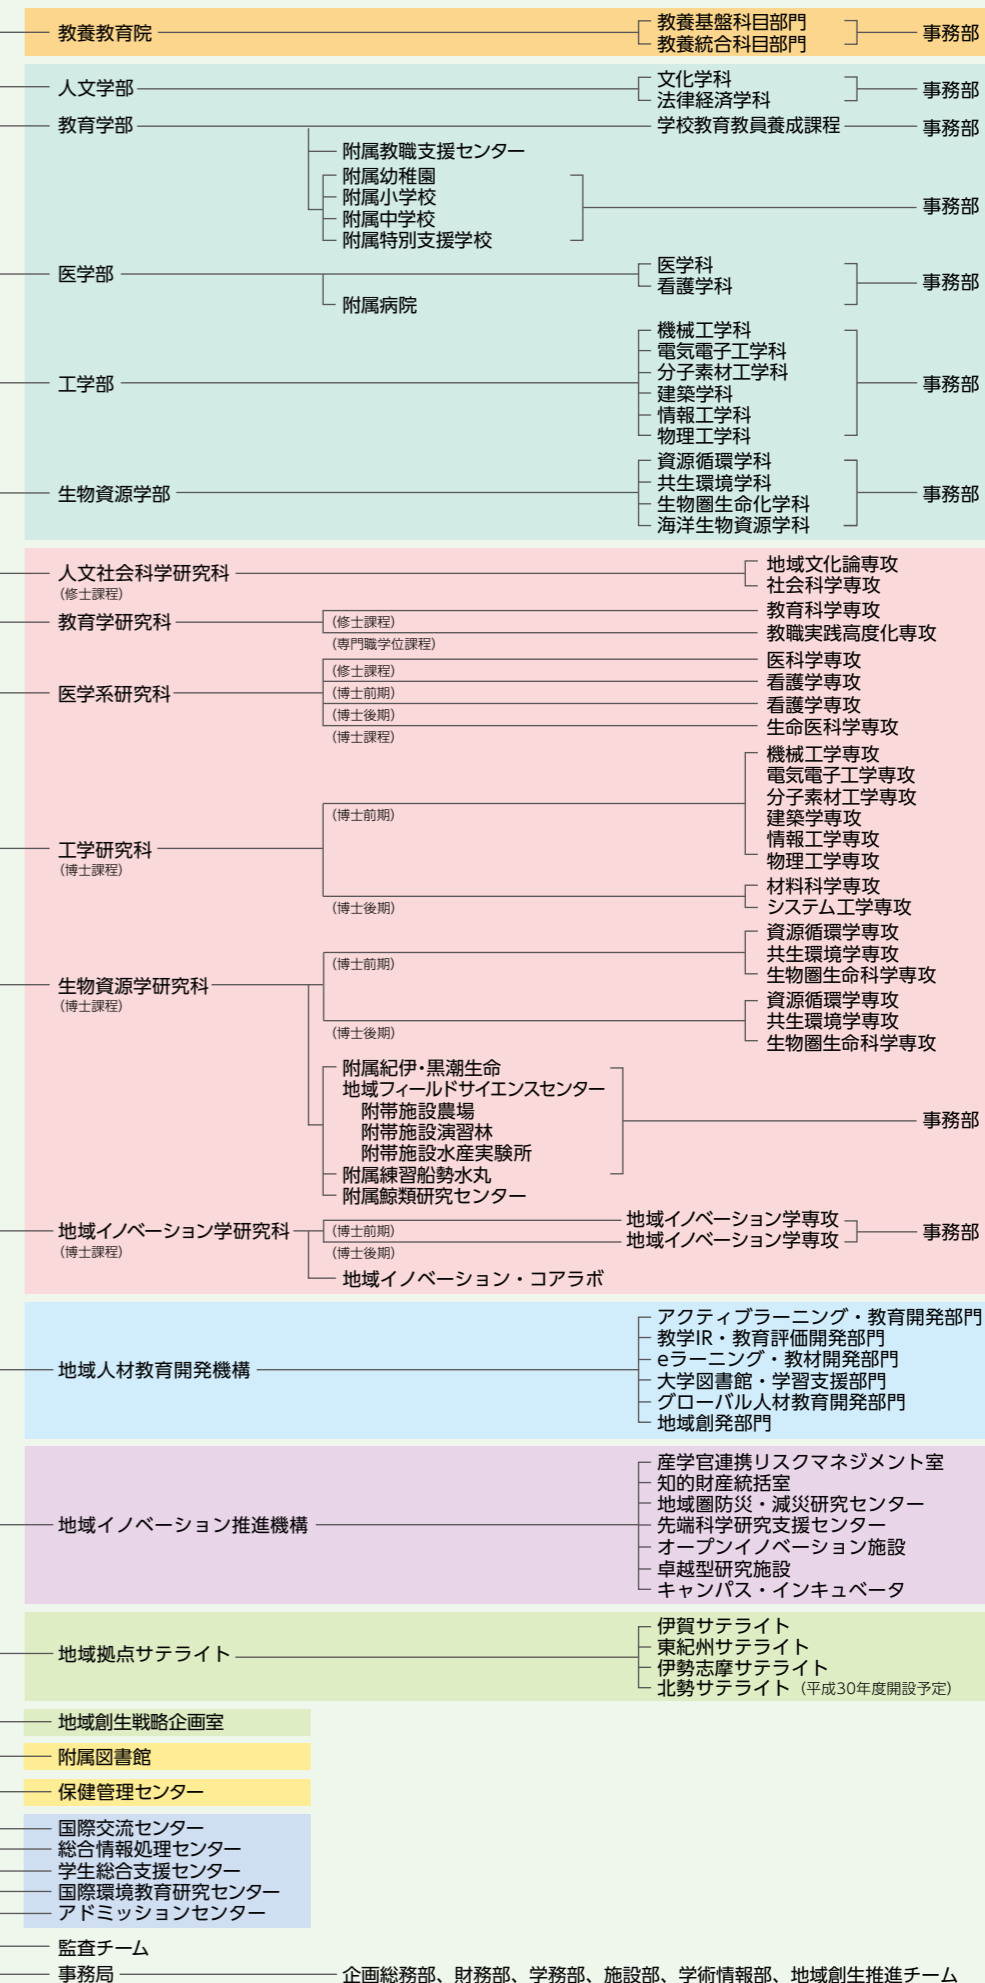 教養教育院
教養基盤科目部門
教養統合科目部門
事務部
人文学部
文化学科
法律経済学科
事務部
教育学部
学校教育教員養成課程
事務部
附属教職支援センター
附属幼稚園
附属小学校
附属中学校
附属特別支援学校
事務部
医学部
医学科
看護学科
附属病院
事務部
工学部
機械工学科
電気電子工学科
分子素材工学科
建築学科
情報工学科
物理工学科
事務部
生物資源学部
資源循環学科
共生環境学科
生物圏生命化学科
海洋生物資源学科
事務部
人文社会科学研究科
(修士課程)
地域文化論専攻
社会科学専攻
教育学研究科
(修士課程)
教育科学専攻
(専門職学位課程)
教職実践高度化専攻
医学系研究科
(修士課程)
医科学専攻
(博士前期)
看護学専攻
(博士後期)
看護学専攻
(博士課程)
生命医科学専攻
工学研究科
(博士課程)
(博士前期)
機械工学専攻
電気電子工学専攻
分子素材工学専攻
建築学専攻
情報工学専攻
物理工学専攻
(博士後期)
材料科学専攻
システム工学専攻
生物資源学研究科
(博士課程)
(博士前期)
資源循環学専攻
共生環境学専攻
生物圏生命科学専攻
(博士後期)
資源循環学専攻
共生環境学専攻
生物圏生命科学専攻
附属紀伊・黒潮生命
地域フィールドサイエンスセンター
附帯施設農場
附帯施設演習林
附帯施設水産実験所
附属練習船勢水丸
附属鯨類研究センター
事務部
地域イノベーション学研究科
(博士課程)
(博士前期)
地域イノベーション学専攻
(博士後期)
地域イノベーション学専攻
事務部
地域イノベーション・コアラボ
地域人材教育開発機構
アクティブラーニング・教育開発部門
教学IR・教育評価開発部門
eラーニング・教材開発部門
大学図書館・学習支援部門
グローバル人材教育開発部門
地域創発部門
地域イノベーション推進機構
産学官連携リスクマネジメント室
知的財産統括室
地域圏防災・減災研究センター
先端科学研究支援センター
オープンイノベーション施設
卓越型研究施設
キャンパス・インキュベータ
地域拠点サテライト
伊賀サテライト
東紀州サテライト
伊勢志摩サテライト
北勢サテライト (平成30年度開設予定)
地域創生戦略企画室
附属図書館
保健管理センター
国際交流センター
総合情報処理センター
学生総合支援センター
国際環境教育研究センター
アドミッションセンター
監査チーム
事務局
企画総務部、財務部、学務部、施設部、学術情報部、地域創生推進チーム